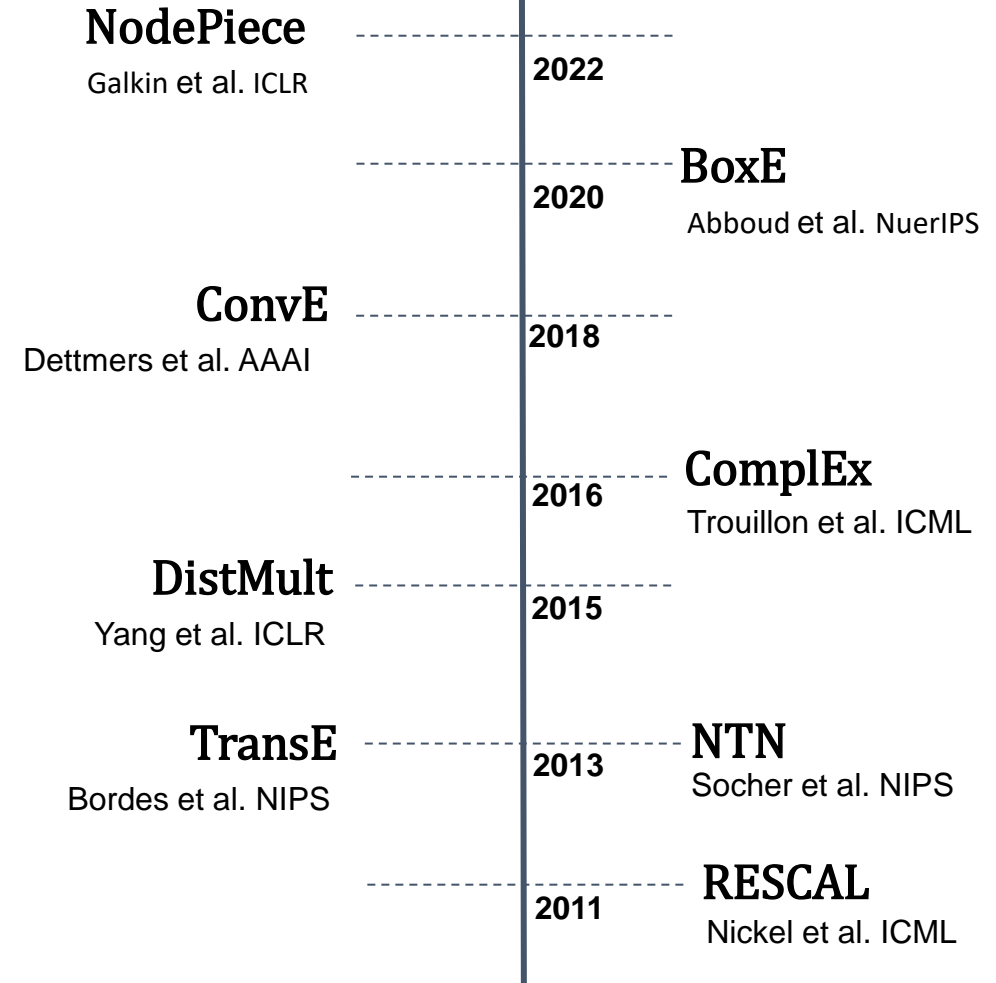 NodePiece
Galkin et al. ICLR
2022
BoxE
2020
Abboud et al. NuerIPS
ConvE
2018
Dettmers et al. AAAI
ComplEx
2016
Trouillon et al. ICML
DistMult
2015
Yang et al. ICLR
TransE
NTN
2013
Socher et al. NIPS
Bordes et al. NIPS
RESCAL
2011
Nickel et al. ICML